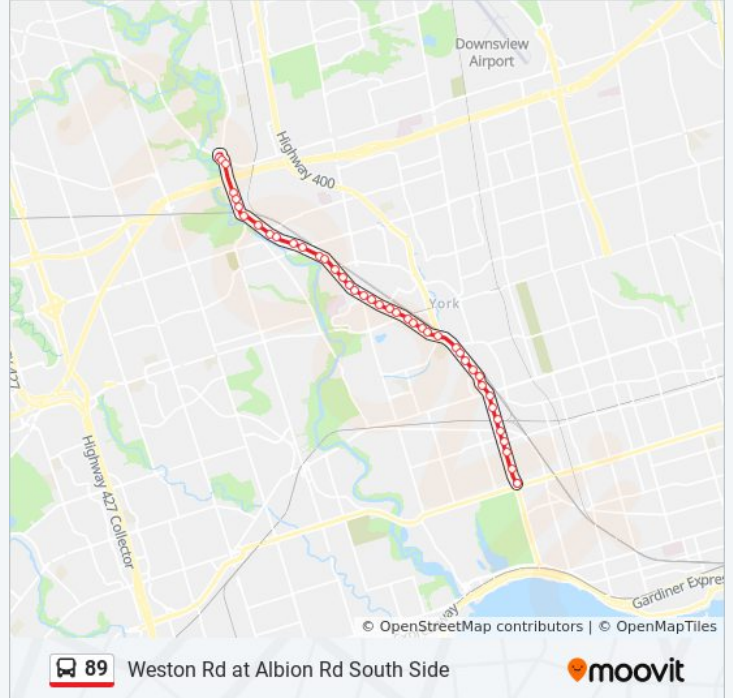 Downsview
Airport
Highway 400
York
427
Highway 427 Collector
Gardiner Expres
© OpenStreetMap contributors | © OpenMapTiles
89 Weston Rd at Albion Rd South Side
moovit